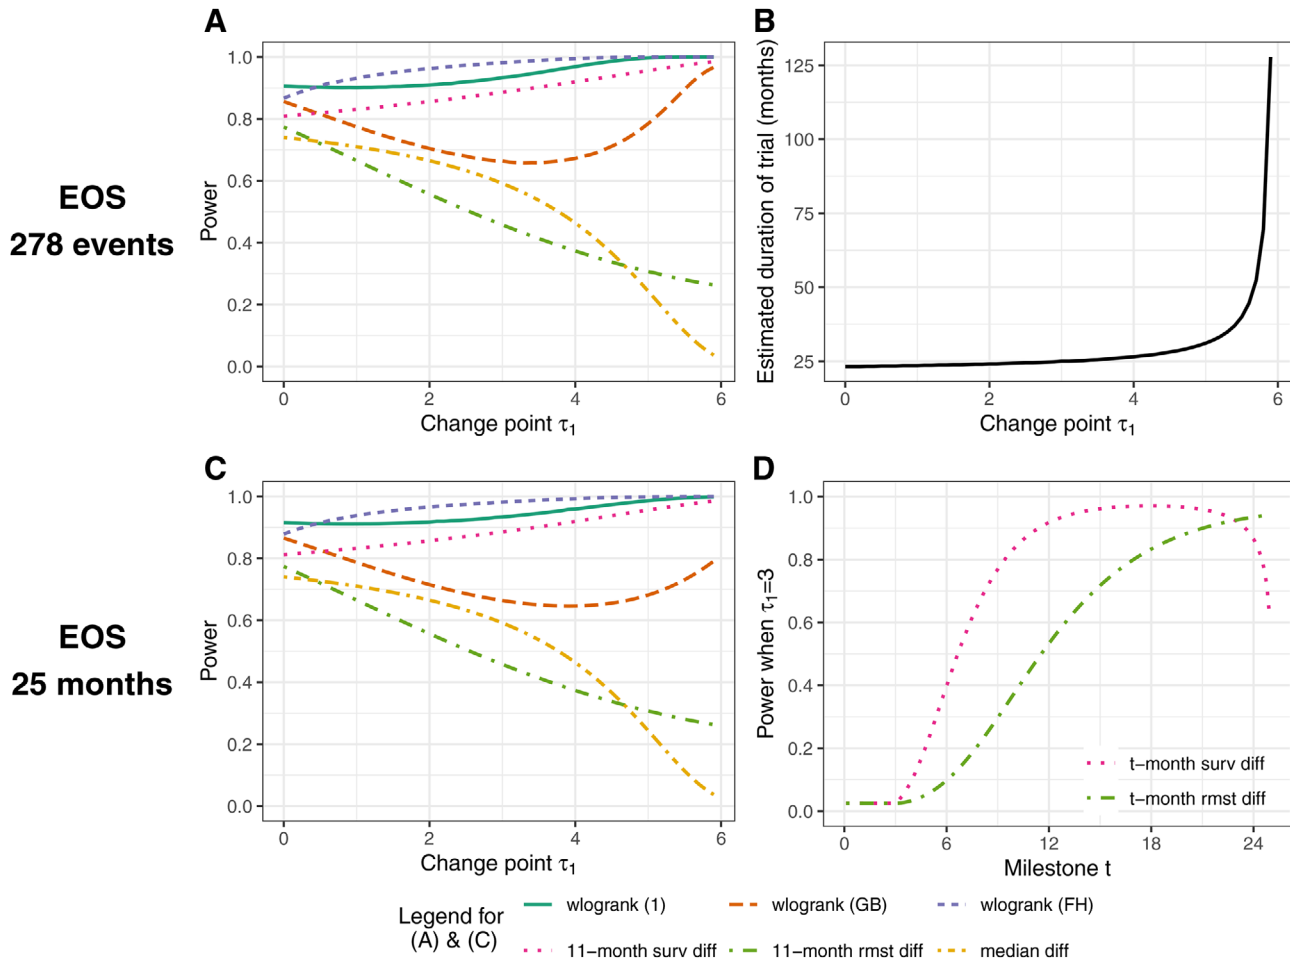 A
B
EOS
278 events
Power
1.0
0.8
0.6
0.4
0.2
0.0
0 2 4 6
Change point τ1
Estimated duration of trial (months)
125
100
75
50
25
0 2 4 6
Change point τ1
C
D
EOS
25 months
Power
1.0
0.8
0.6
0.4
0.2
0.0
0 2 4 6
Change point τ1
Power when τ1=3
1.0
0.8
0.6
0.4
0.2
0.0
t−month surv diff
t−month rmst diff
0 6 12 18 24
Milestone t
Legend for
(A) & (C)
wlogrank (1) wlogrank (GB) wlogrank (FH)
11−month surv diff 11−month rmst diff median diff